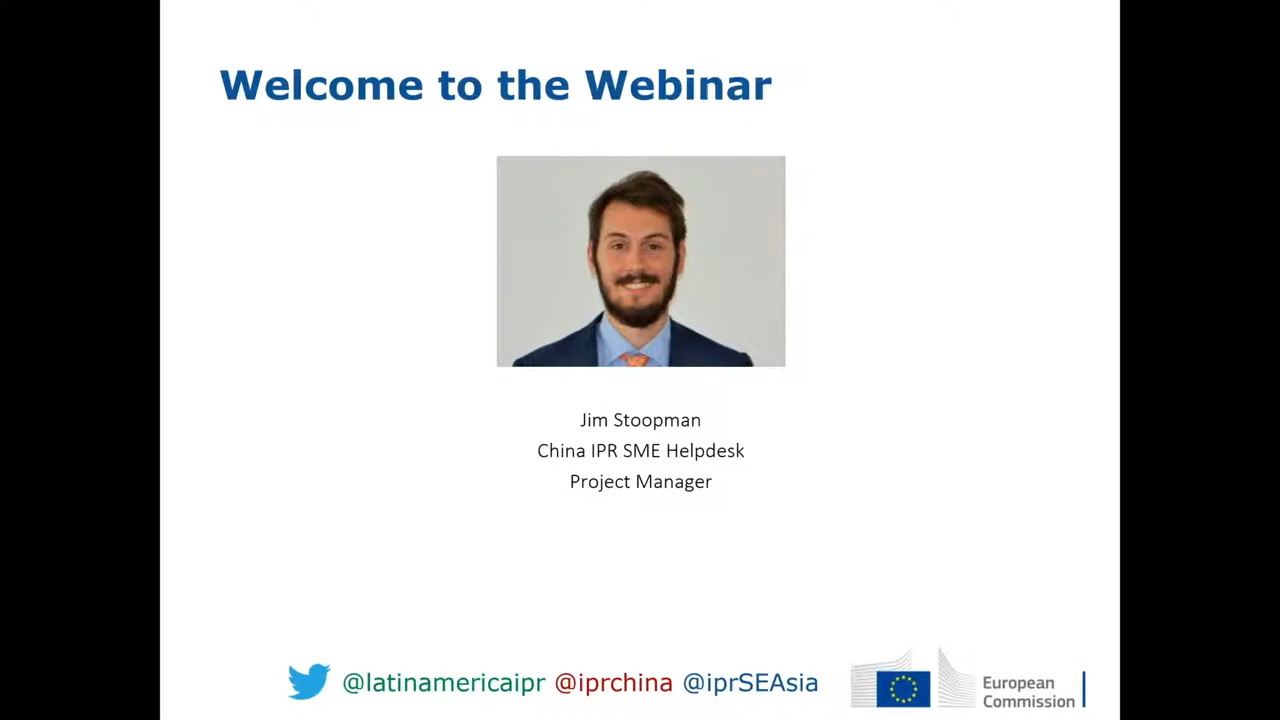 Welcome to the Webinar
Jim Stoopman
China IPR SME Helpdesk
Project Manager
@latinamericaipr @iprchina @iprSEAsia
European
Commission